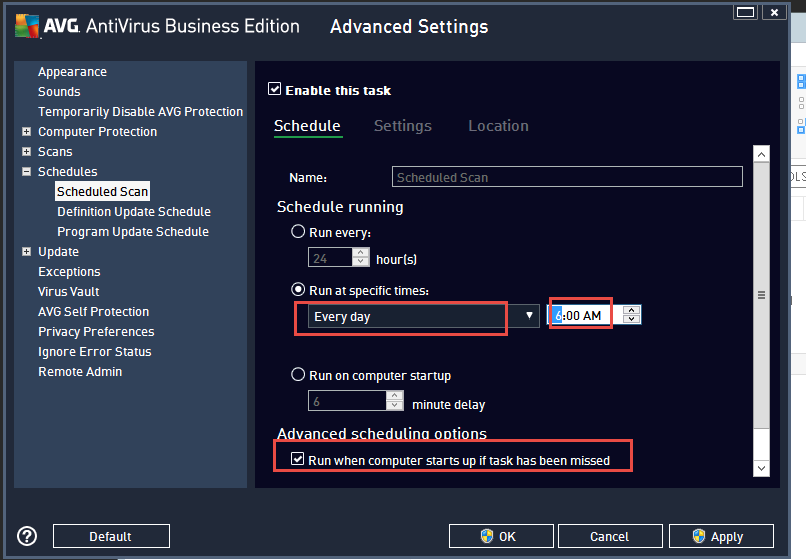 AVG. AntiVirus Business Edition Advanced Settings
Appearance
Sounds
Temporarily Disable AVG Protection
Computer Protection
Scans
Schedules
Scheduled Scan
Definition Update Schedule
Program Update Schedule
Update
Exceptions
Virus Vault
AVG Self Protection
Privacy Preferences
Ignore Error Status
Remote Admin
Enable this task
Schedule Settings Location
Name: Scheduled Scan
Schedule running
Run every:
24 hour(s)
Run at specific times:
Every day 6:00 AM
Run on computer startup
6 minute delay
Advanced scheduling options
Run when computer starts up if task has been missed
? Default OK Cancel Apply